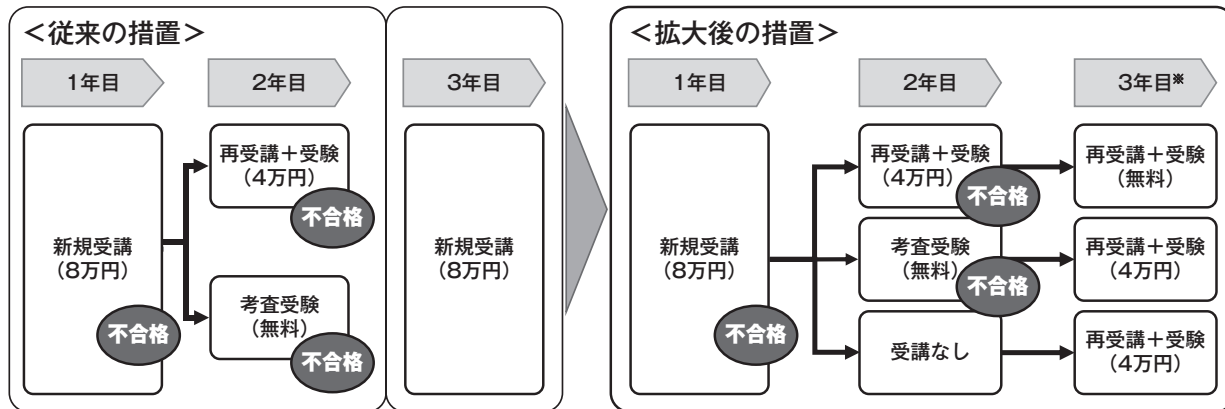 ＜従来の措置＞
1年目
2年目
3年目
新規受講
（8万円）
不合格
再受講＋受験
（4万円）
不合格
考査受験
（無料）
不合格
新規受講
（8万円）
＜拡大後の措置＞
1年目
2年目
3年目※
新規受講
（8万円）
不合格
再受講＋受験
（4万円）
不合格
再受講＋受験
（無料）
考査受験
（無料）
不合格
再受講＋受験
（4万円）
受講なし
再受講＋受験
（4万円）